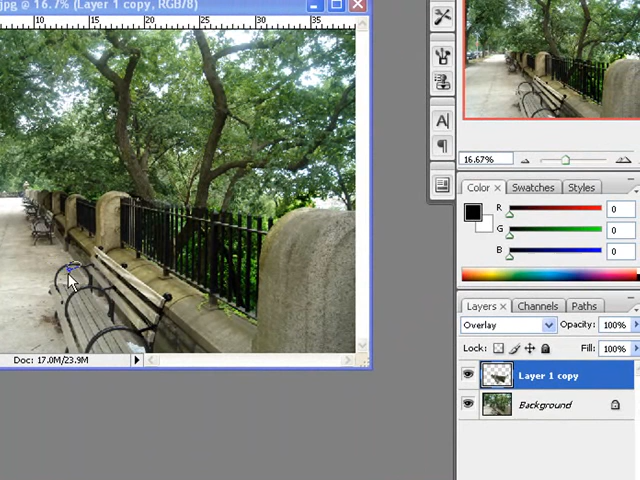 .jpg @ 16.7% (Layer 1 copy, RGB/8)
10 15 20 25 30 35
Doc: 17.0M/23.9M
A
16.67%
Color × Swatches Styles
R 0
G 0
B 0
Layers × Channels Paths
Overlay Opacity: 100%
Lock: Fill: 100%
Layer 1 copy
Background